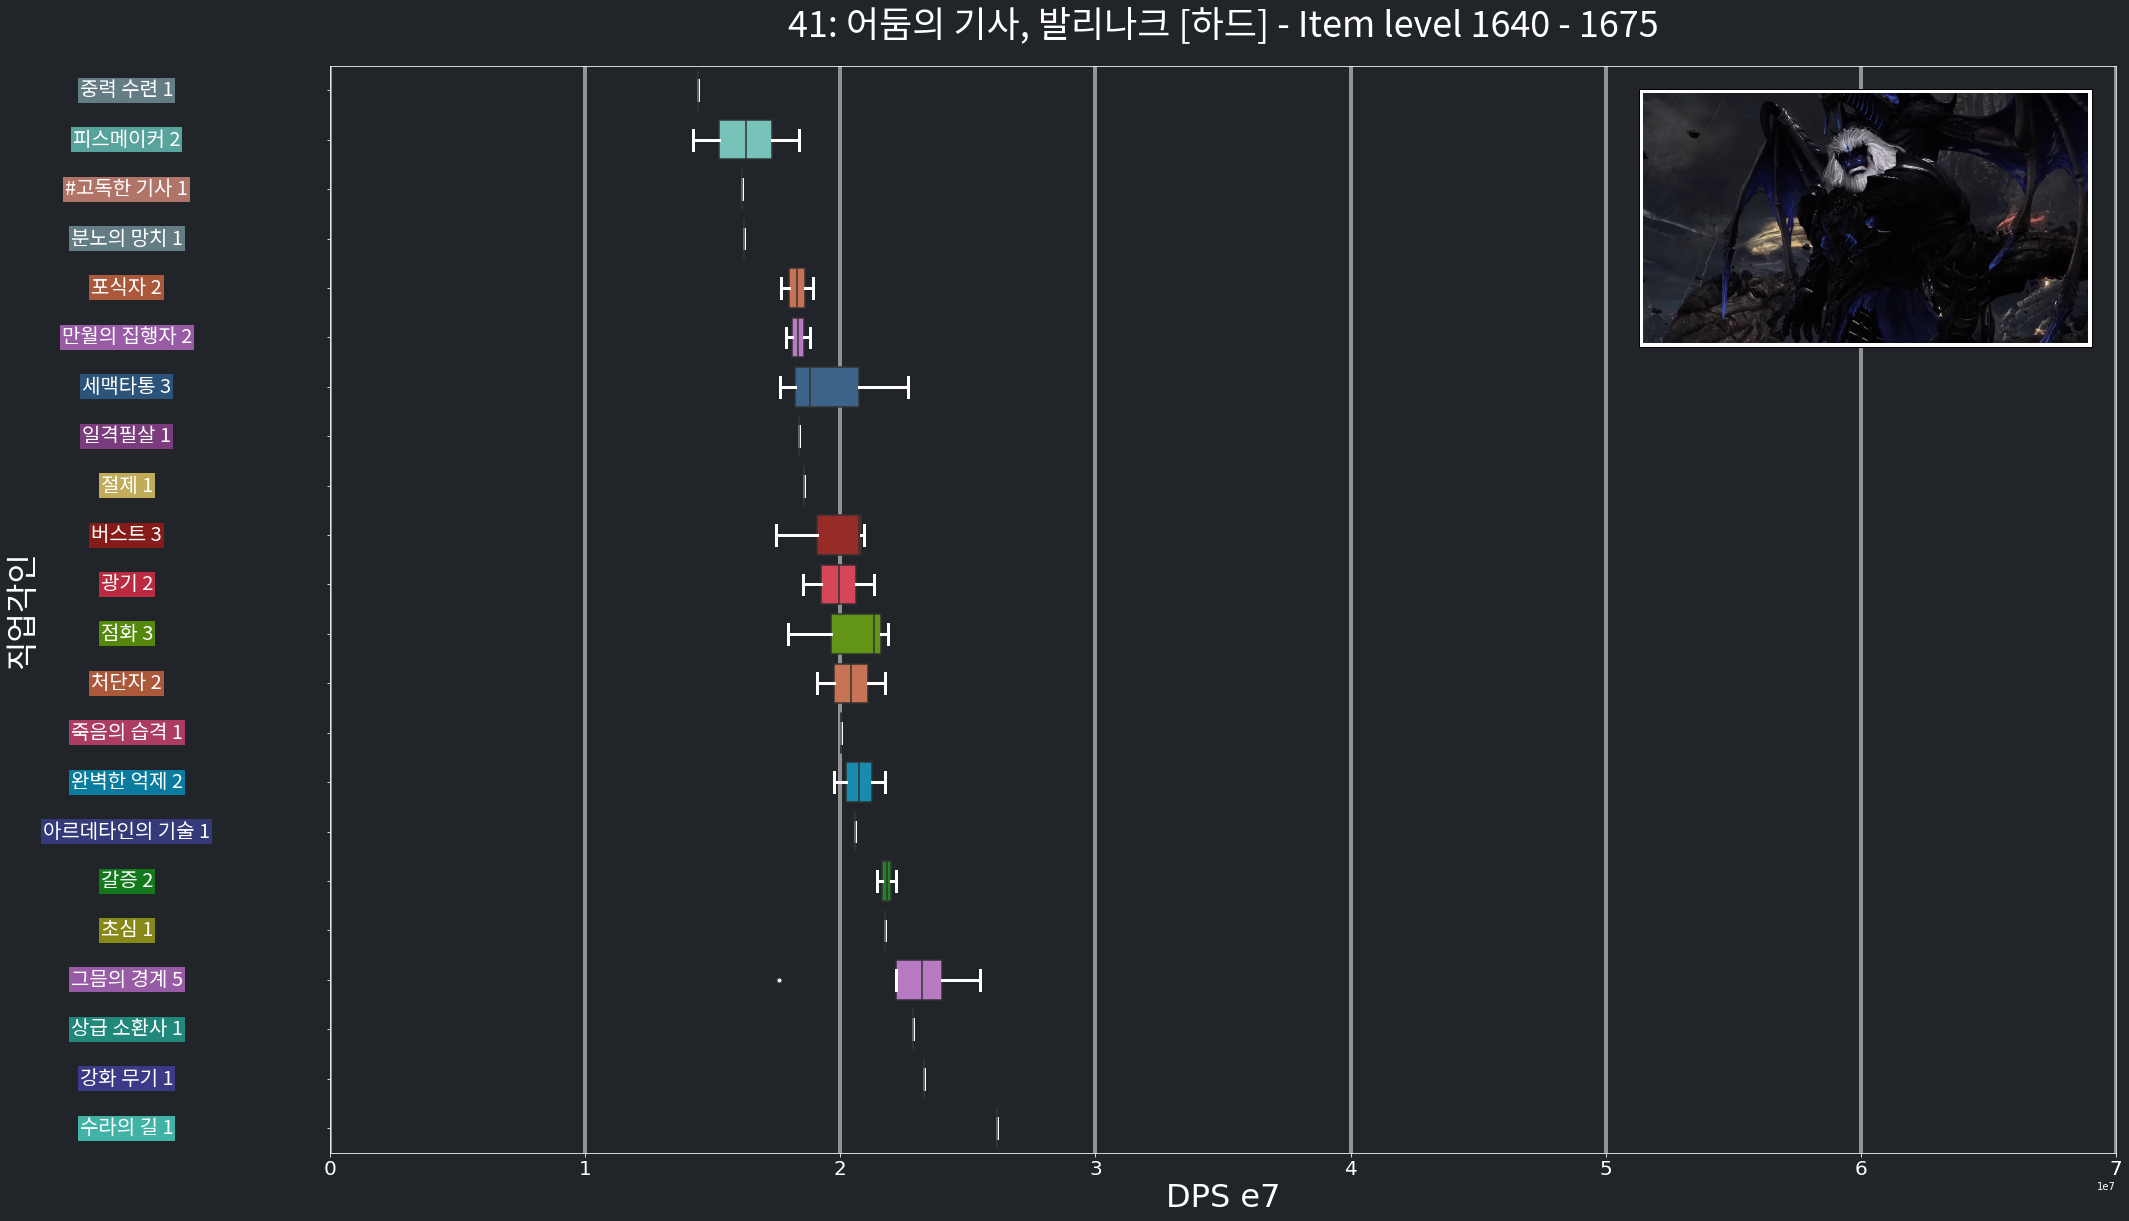 41: 어둠의 기사, 발리나크 [하드] - Item level 1640 - 1675
직업각인
중력 수련 1
피스메이커 2
#고독한 기사 1
분노의 망치 1
포식자 2
만월의 집행자 2
세맥타통 3
일격필살 1
절제 1
버스트 3
광기 2
점화 3
처단자 2
죽음의 습격 1
완벽한 억제 2
아르데타인의 기술 1
갈증 2
초심 1
그믐의 경계 5
상급 소환사 1
강화 무기 1
수라의 길 1
0 1 2 3 4 5 6 7
1e7
DPS e7